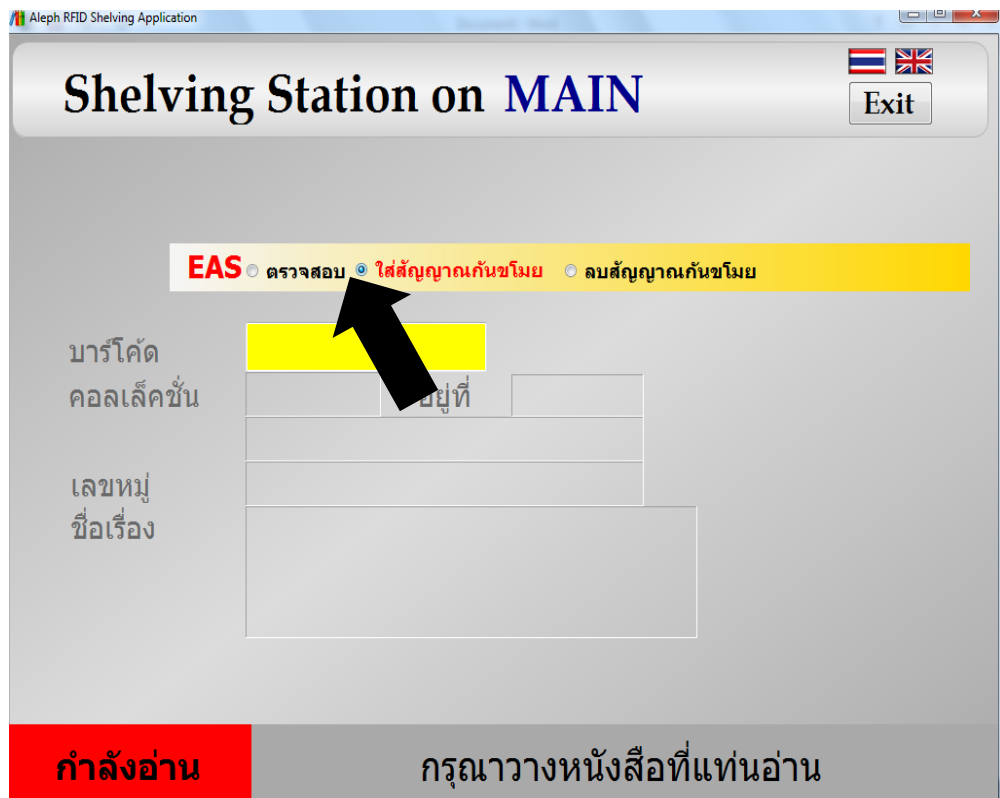 Aleph RFID Shelving Application
Shelving Station on MAIN
Exit
EAS ตรวจสอบ ใส่สัญญาณกันขโมย ลบสัญญาณกันขโมย
บาร์โค้ด
คอลเล็คชั่น อยู่ที่
เลขหมู่
ชื่อเรื่อง
กำลังอ่าน กรุณาวางหนังสือที่แท่นอ่าน